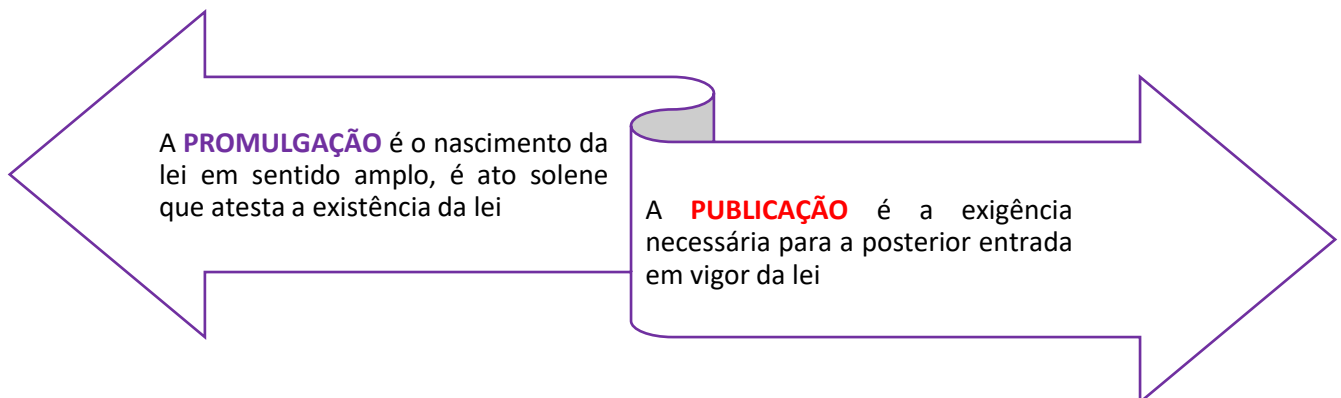 A PROMULGAÇÃO é o nascimento da
lei em sentido amplo, é ato solene
que atesta a existência da lei
A PUBLICAÇÃO é a exigência
necessária para a posterior entrada
em vigor da lei